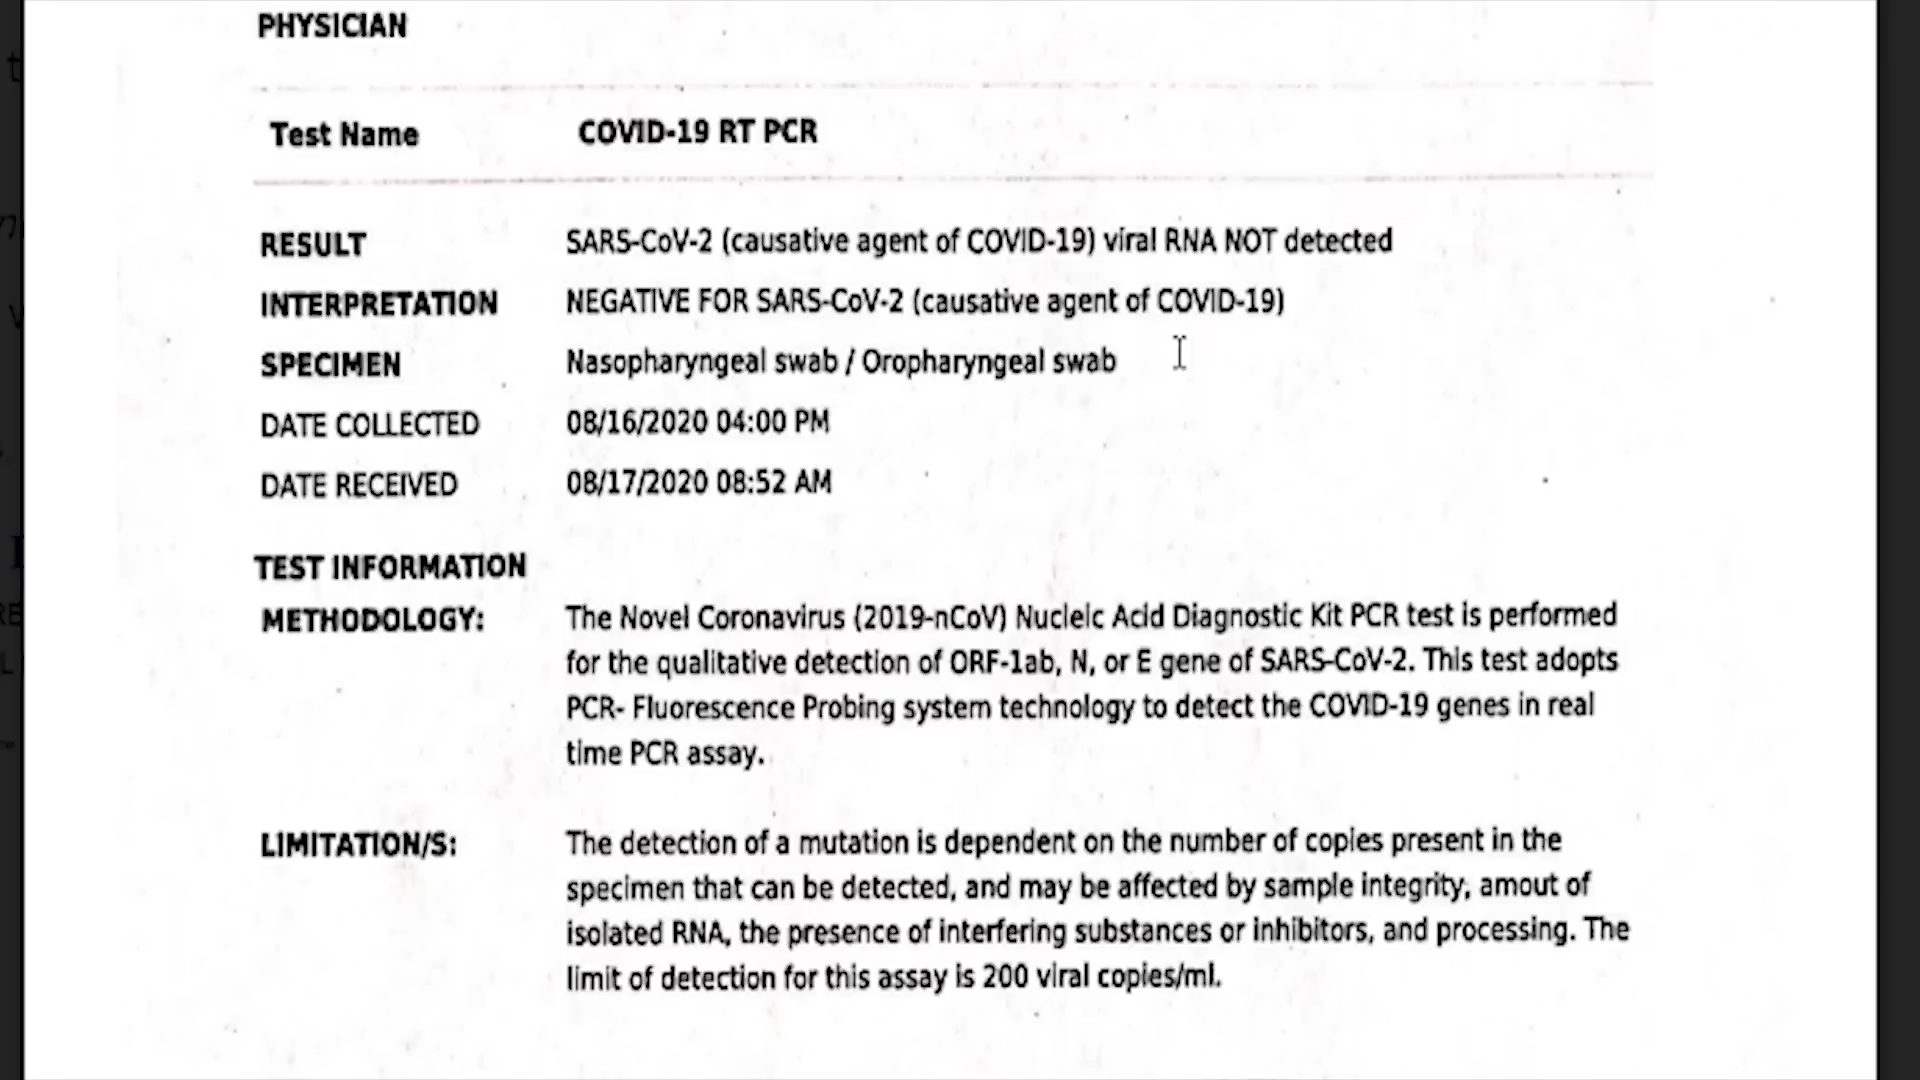 PHYSICIAN
Test Name COVID-19 RT PCR
RESULT SARS-CoV-2 (causative agent of COVID-19) viral RNA NOT detected
INTERPRETATION NEGATIVE FOR SARS-CoV-2 (causative agent of COVID-19)
SPECIMEN Nasopharyngeal swab / Oropharyngeal swab
DATE COLLECTED 08/16/2020 04:00 PM
DATE RECEIVED 08/17/2020 08:52 AM
TEST INFORMATION
METHODOLOGY: The Novel Coronavirus (2019-nCoV) Nucleic Acid Diagnostic Kit PCR test is performed
for the qualitative detection of ORF-1ab, N, or E gene of SARS-CoV-2. This test adopts
PCR- Fluorescence Probing system technology to detect the COVID-19 genes in real
time PCR assay.
LIMITATION/S: The detection of a mutation is dependent on the number of copies present in the
specimen that can be detected, and may be affected by sample integrity, amout of
isolated RNA, the presence of interfering substances or inhibitors, and processing. The
limit of detection for this assay is 200 viral copies/ml.